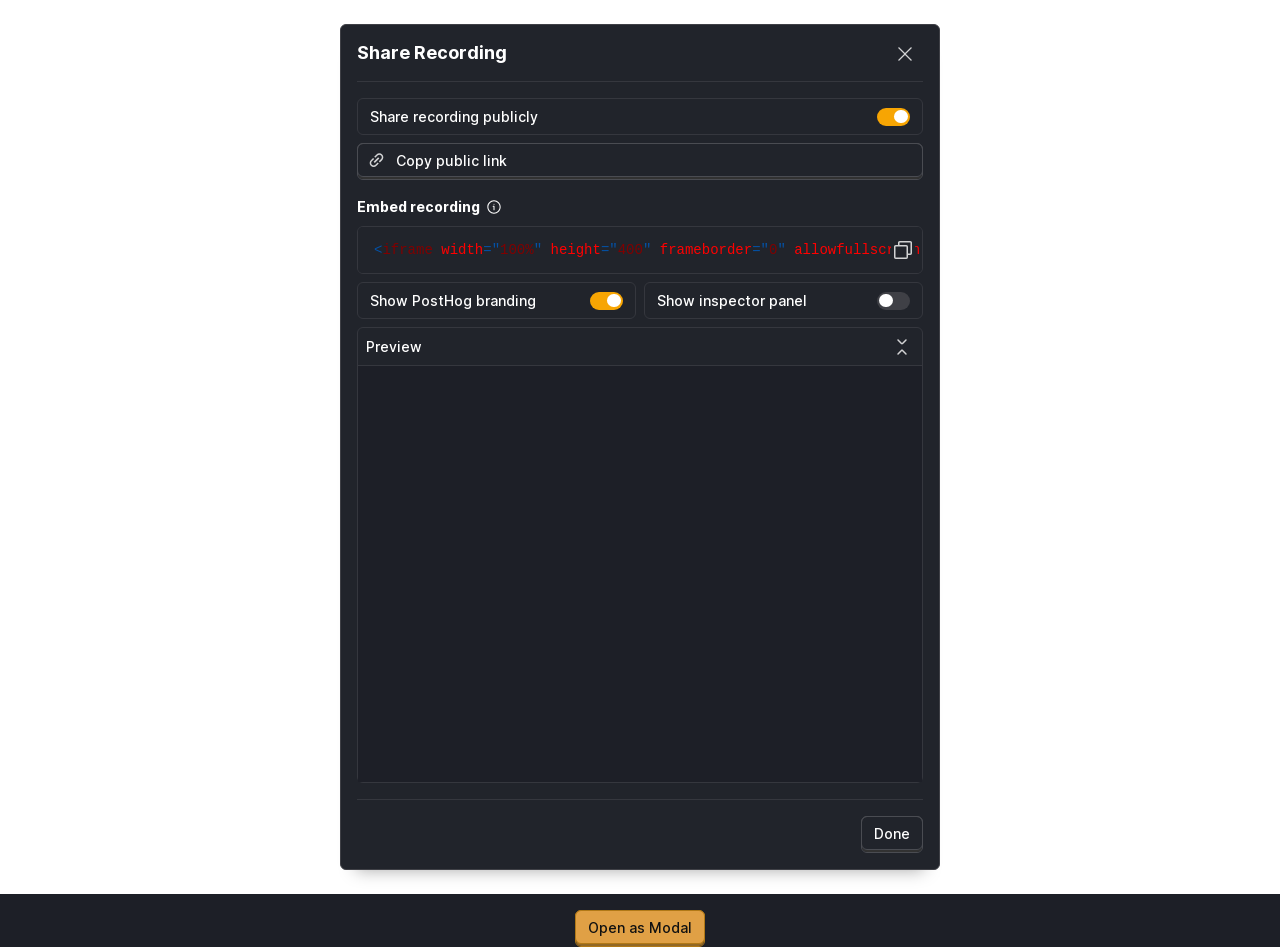 Share Recording
Share recording publicly
Copy public link
Embed recording
<iframe width="100%" height="450" frameborder="0" allowfullscr
Show PostHog branding
Show inspector panel
Preview
Done
Open as Modal